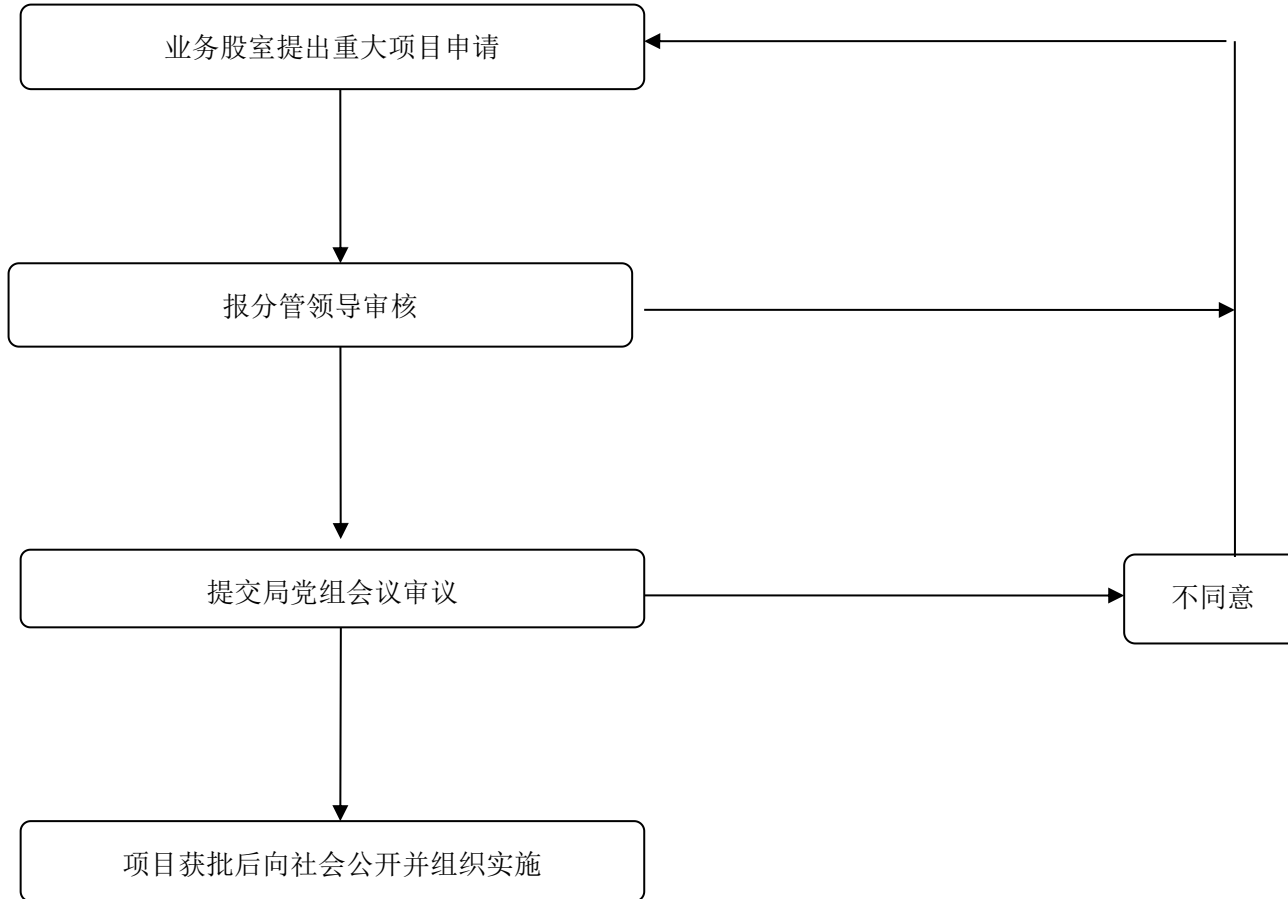 业务股室提出重大项目申请
报分管领导审核
提交局党组会议审议
不同意
项目获批后向社会公开并组织实施